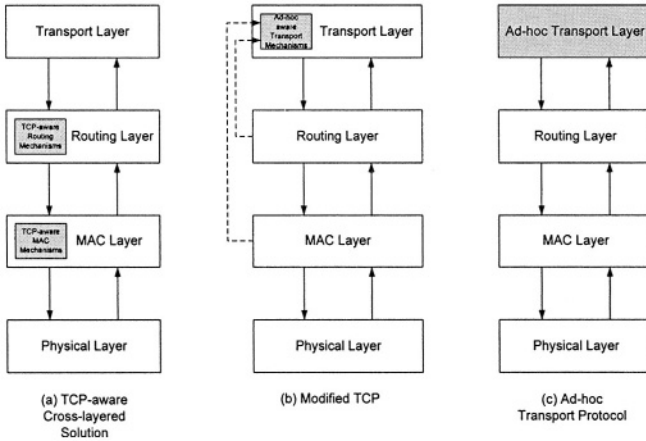 Transport Layer
TCP-aware
Routing
Mechanisms
Routing Layer
TCP-aware
MAC
Mechanisms
MAC Layer
Physical Layer
(a) TCP-aware
Cross-layered
Solution
Ad-hoc
aware
Transport
Mechanisms
Transport Layer
Routing Layer
MAC Layer
Physical Layer
(b) Modified TCP
Ad-hoc Transport Layer
Routing Layer
MAC Layer
Physical Layer
(c) Ad-hoc
Transport Protocol